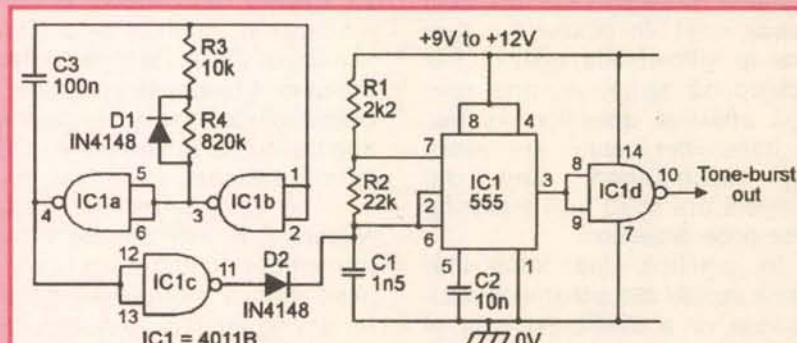 C3
100n
R3
10k
D1
IN4148
R4
820k
4
IC1a
5
6
3
IC1b
1
2
12
13
IC1c
11
D2
IN4148
IC1 = 4011B
+9V to +12V
R1
2k2
7
R2
22k
2
6
C1
1n5
8
4
IC1
555
3
5
1
C2
10n
0V
8
9
14
IC1d
10
7
Tone-burst
out